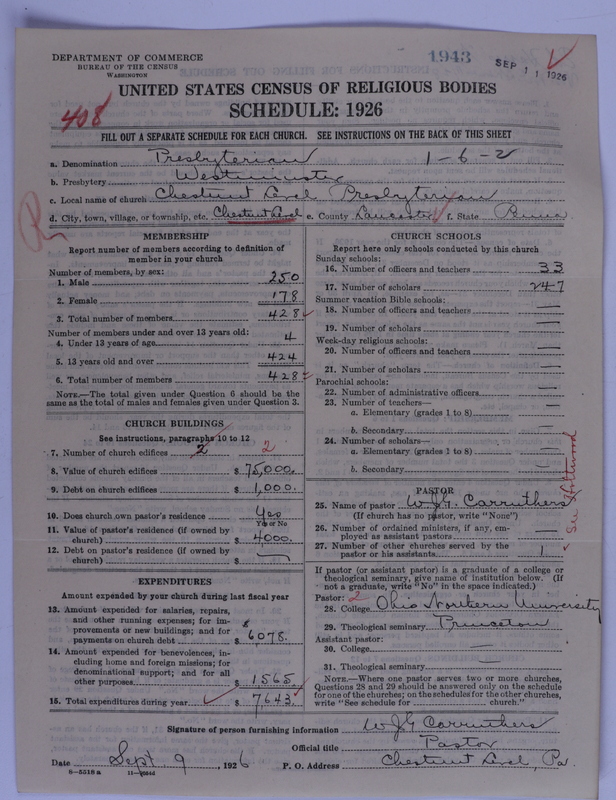 DEPARTMENT OF COMMERCE
BUREAU OF THE CENSUS
WASHINGTON
1943
SEP 11 1926
UNITED STATES CENSUS OF RELIGIOUS BODIES
SCHEDULE: 1926
408
FILL OUT A SEPARATE SCHEDULE FOR EACH CHURCH. SEE INSTRUCTIONS ON THE BACK OF THIS SHEET
a. Denomination Presbyterian 1-6-2
b. Presbytery Westminster
c. Local name of church Chestnut Level Presbyterian
d. City, town, village, or township, etc. Chestnut Level e. County Lancaster f. State Penna.
R
MEMBERSHIP
Report number of members according to definition of
member in your church
Number of members, by sex:
1. Male 250
2. Female 178
3. Total number of members 428
Number of members under and over 13 years old:
4. Under 13 years of age 4
5. 13 years old and over 424
6. Total number of members 428
NOTE.—The total given under Question 6 should be
same as the total of males and females given under Question 3.
CHURCH BUILDINGS
See instructions, paragraphs 10 to 12
7. Number of church edifices 2 2
8. Value of church edifices $ 75,000.
9. Debt on church edifices $ 1,000.
10. Does church own pastor's residence Yes
Yes or No
11. Value of pastor's residence (if owned by
church) $ 4000.
12. Debt on pastor's residence (if owned by
church) $ —
EXPENDITURES
Amount expended by your church during last fiscal year
13. Amount expended for salaries, repairs,
and other running expenses; for im-
provements or new buildings; and for
payments on church debt $ 6078.
14. Amount expended for benevolences, in-
cluding home and foreign missions; for
denominational support; and for all
other purposes $ 1565.
15. Total expenditures during year $ 7643
CHURCH SCHOOLS
Report here only schools conducted by this church
Sunday schools:
16. Number of officers and teachers 33
17. Number of scholars 247
Summer vacation Bible schools:
18. Number of officers and teachers —
19. Number of scholars —
Week-day religious schools:
20. Number of officers and teachers —
21. Number of scholars —
Parochial schools:
22. Number of administrative officers —
23. Number of teachers—
a. Elementary (grades 1 to 8) —
b. Secondary —
24. Number of scholars—
a. Elementary (grades 1 to 8) —
b. Secondary —
PASTOR
25. Name of pastor W J G Carruthers
(If church has no pastor, write "None")
26. Number of ordained ministers, if any, em-
ployed as assistant pastors —
27. Number of other churches served by the
pastor or his assistants 1
See Holtwood
If pastor (or assistant pastor) is a graduate of a college or
theological seminary, give name of institution below. (If
not a graduate, write "No" in the space indicated.)
Pastor: 2
28. College Ohio Northern University
29. Theological seminary Princeton
Assistant pastor:
30. College —
31. Theological seminary —
NOTE.—Where one pastor serves two or more churches,
Questions 28 and 29 should be answered only on the schedule
for one of the churches; on the schedules for the other churches,
write "See schedule for church."
Signature of person furnishing information W J G Carruthers
Official title Pastor
Date Sept 9, 1926 P. O. Address Chestnut Level, Pa.
8-5318 a